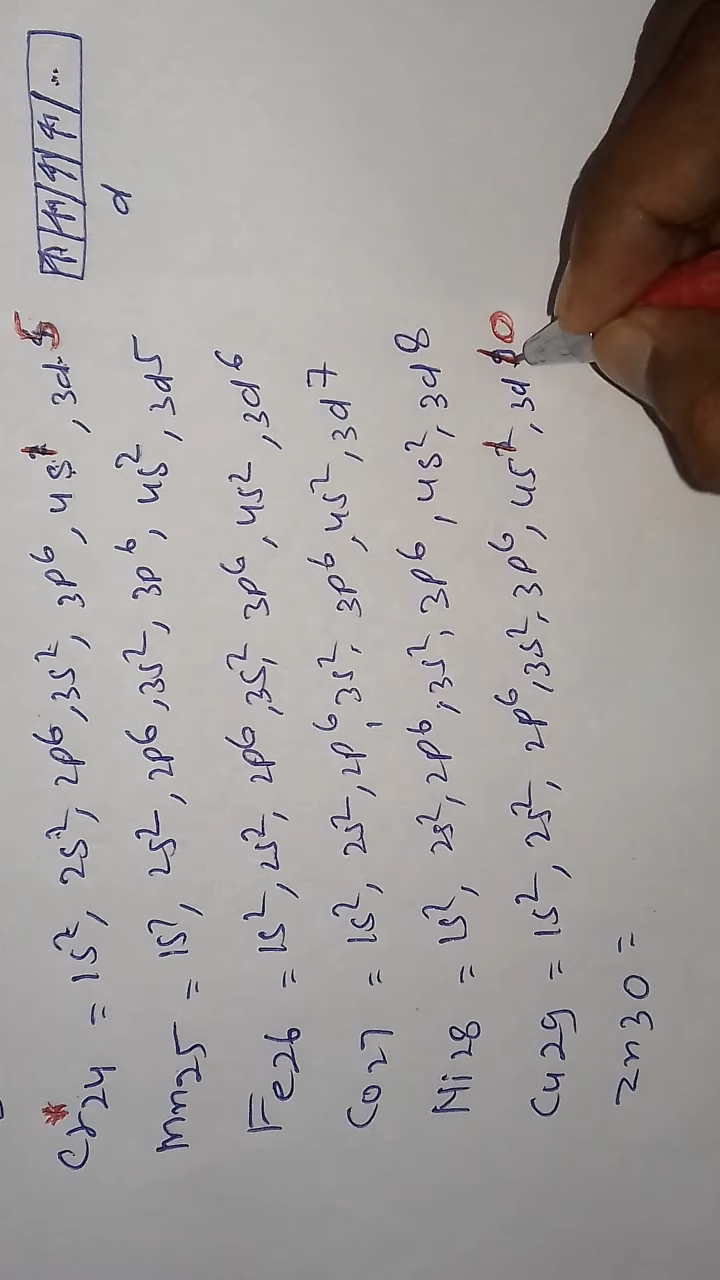 Cr24 = 1s², 2s², 2p⁶, 3s², 3p⁶, 4s¹, 3d⁵
d
Mn25 = 1s², 2s², 2p⁶, 3s², 3p⁶, 4s², 3d5
Fe26 = 1s², 2s², 2p⁶, 3s², 3p⁶, 4s², 3d⁶
Co27 = 1s², 2s², 2p⁶, 3s², 3p⁶, 4s², 3d7
Ni28 = 1s², 2s², 2p⁶, 3s², 3p⁶, 4s², 3d8
Cu29 = 1s², 2s², 2p⁶, 3s², 3p⁶, 4s¹, 3d¹⁰
Zn30 =